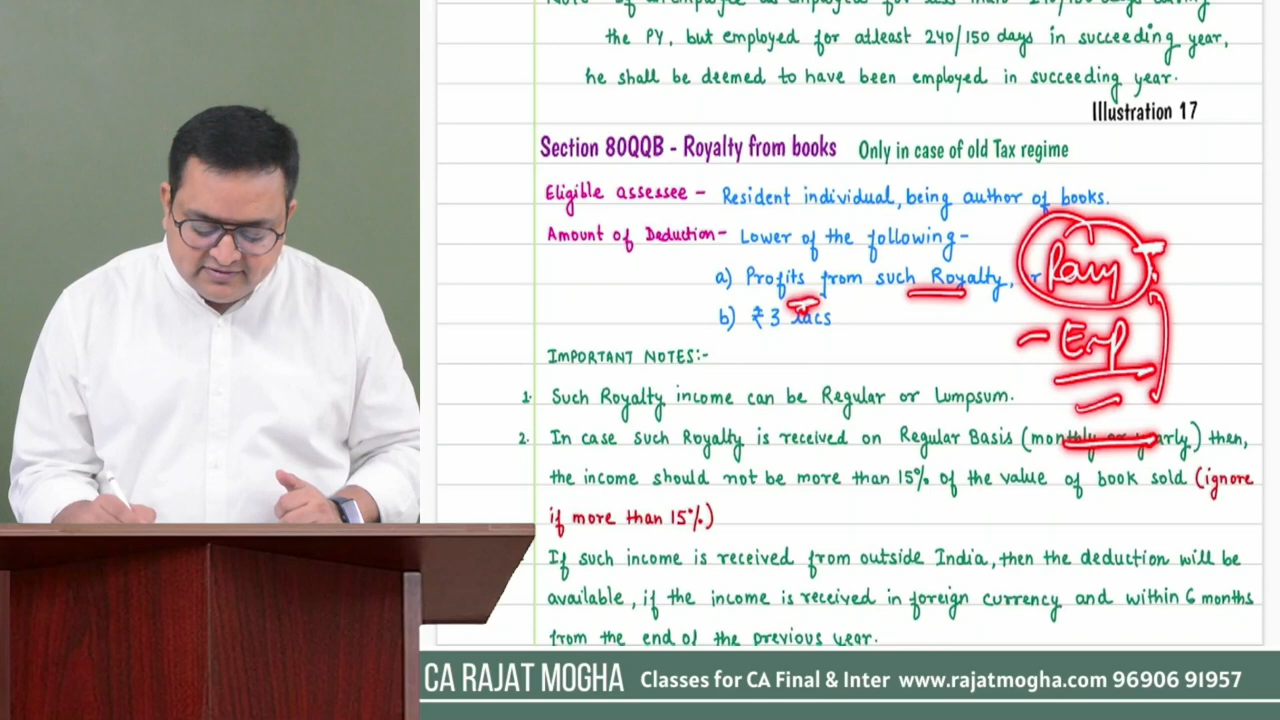 the PY, but employed for atleast 240/150 days in succeeding year,
he shall be deemed to have been employed in succeeding year.
Illustration 17
Section 80QQB - Royalty from books Only in case of old Tax regime
Eligible assessee - Resident individual, being author of books.
Amount of Deduction - Lower of the following -
a) Profits from such Royalty,
b) ₹ 3 lacs
- Exp
IMPORTANT NOTES:-
1. Such Royalty income can be Regular or Lumpsum.
2. In case such Royalty is received on Regular Basis (monthly or yearly) then,
the income should not be more than 15% of the value of book sold (ignore
if more than 15%)
If such income is received from outside India, then the deduction will be
available, if the income is received in foreign currency and within 6 months
from the end of the previous year.
CA RAJAT MOGHA Classes for CA Final & Inter www.rajatmogha.com 96906 91957